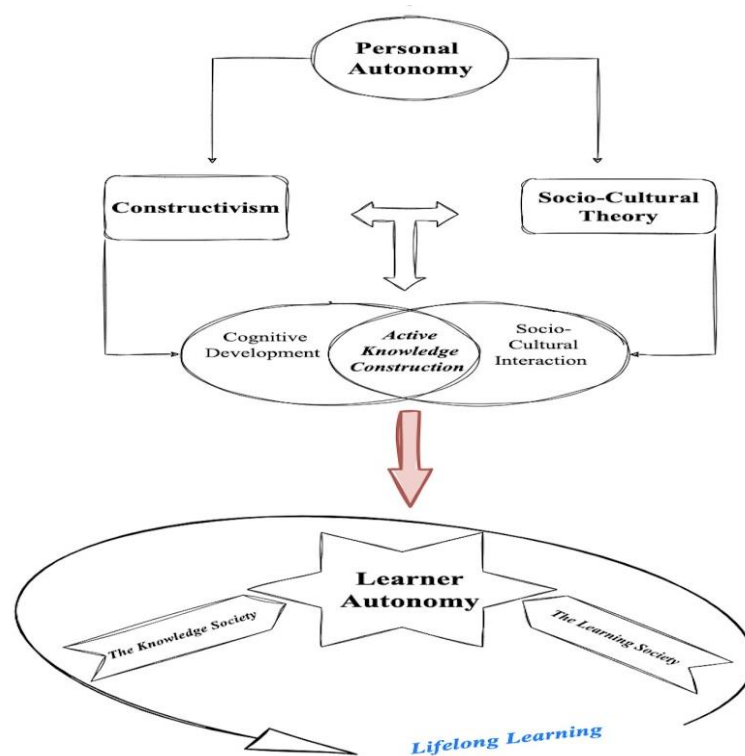 Personal
Autonomy
Constructivism
Socio-Cultural
Theory
Cognitive
Development
Active
Knowledge
Construction
Socio-
Cultural
Interaction
Learner
Autonomy
The Knowledge Society
The Learning Society
Lifelong Learning